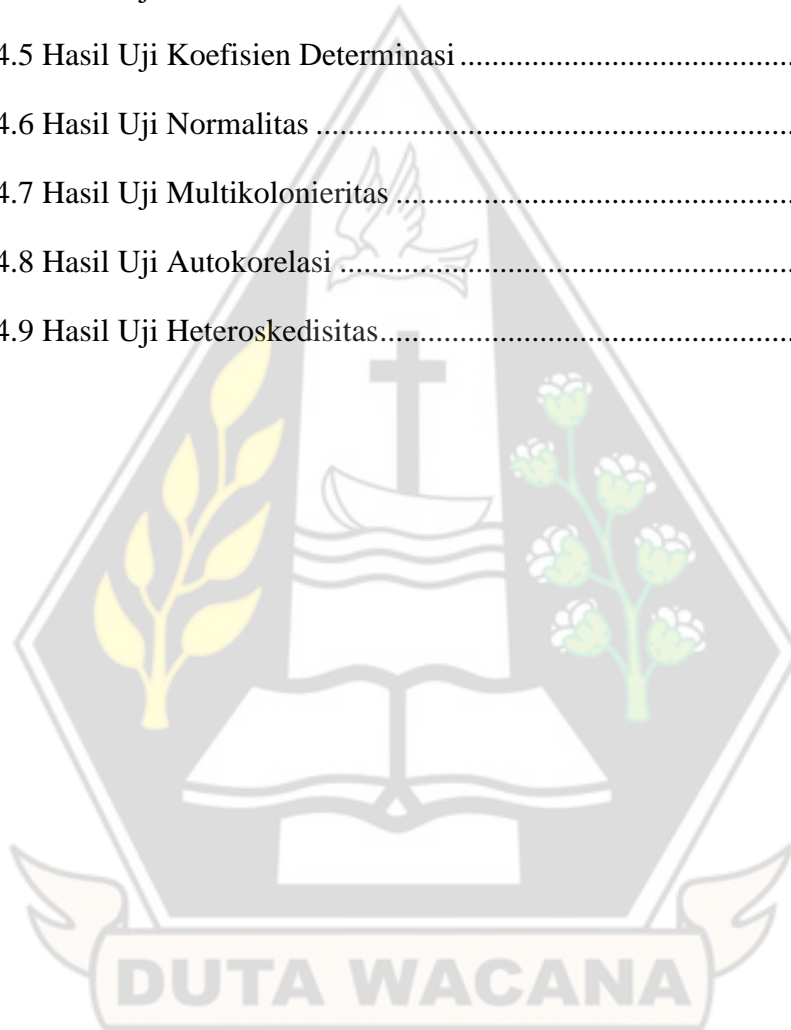 4.5 Hasil Uji Koefisien Determinasi ..........................................
4.6 Hasil Uji Normalitas ............................................................
4.7 Hasil Uji Multikolonieritas ..................................................
4.8 Hasil Uji Autokorelasi .........................................................
4.9 Hasil Uji Heteroskedisitas....................................................
DUTA WACANA